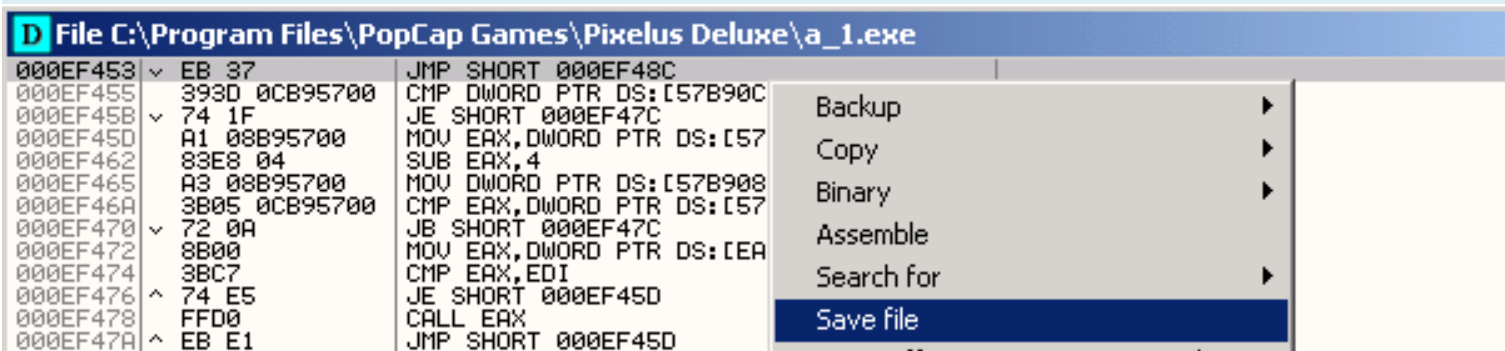 D File C:\Program Files\PopCap Games\Pixelus Deluxe\a_1.exe
000EF453 EB 37 JMP SHORT 000EF48C
000EF455 393D 0CB95700 CMP DWORD PTR DS:[57B90C
000EF45B 74 1F JE SHORT 000EF47C
000EF45D A1 08B95700 MOV EAX,DWORD PTR DS:[57
000EF462 83E8 04 SUB EAX,4
000EF465 A3 08B95700 MOV DWORD PTR DS:[57B908
000EF46A 3B05 0CB95700 CMP EAX,DWORD PTR DS:[57
000EF470 72 0A JB SHORT 000EF47C
000EF472 8B00 MOV EAX,DWORD PTR DS:[EA
000EF474 3BC7 CMP EAX,EDI
000EF476 ^ 74 E5 JE SHORT 000EF45D
000EF478 FFD0 CALL EAX
000EF47A ^ EB E1 JMP SHORT 000EF45D
Backup
Copy
Binary
Assemble
Search for
Save file